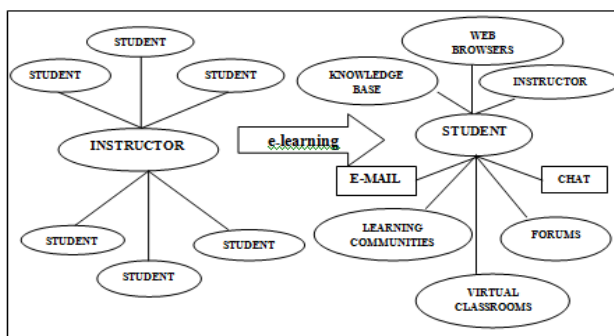 STUDENT
STUDENT
STUDENT
INSTRUCTOR
STUDENT
STUDENT
STUDENT
e-learning
WEB
BROWSERS
KNOWLEDGE
BASE
INSTRUCTOR
STUDENT
E-MAIL
CHAT
LEARNING
COMMUNITIES
FORUMS
VIRTUAL
CLASSROOMS